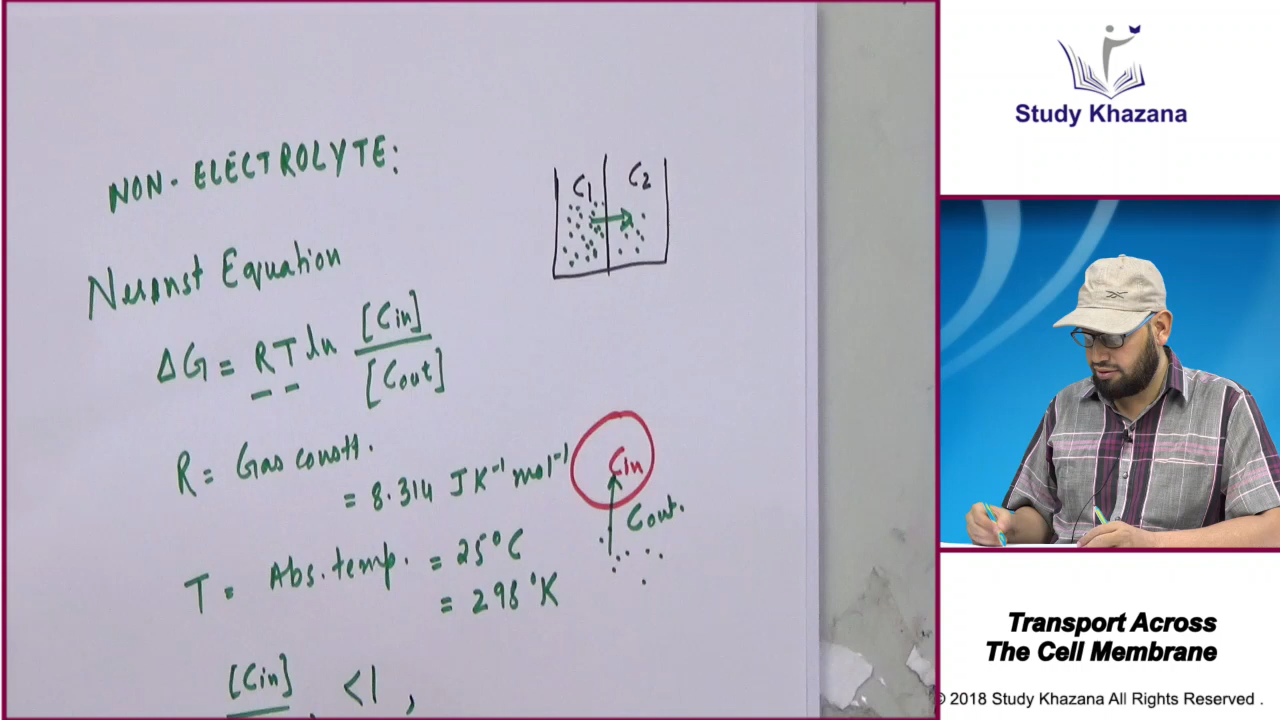 NON-ELECTROLYTE:
C1 C2
Nernst Equation
ΔG = RT ln [Cin]
[Cout]
R = Gas constt.
= 8.314 JK⁻¹ mol⁻¹
Cin
Cout.
T = Abs. temp. = 25°C
= 298°K
[Cin] <1,
Study Khazana
Transport Across
The Cell Membrane
© 2018 Study Khazana All Rights Reserved .